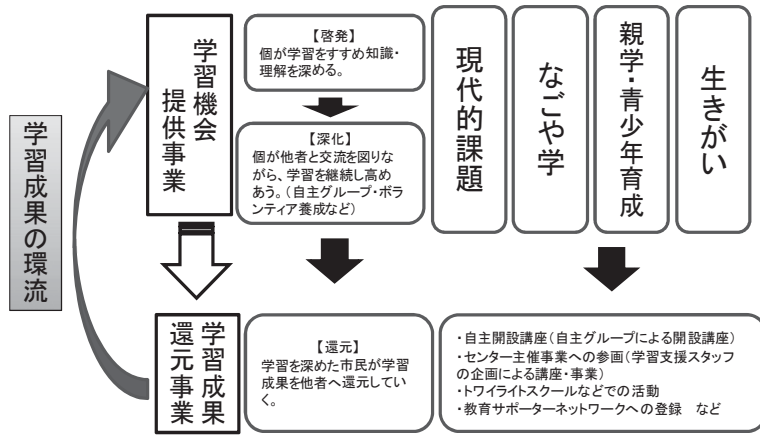 学習成果の環流
学習機会
提供事業
【啓発】
個が学習をすすめ知識・
理解を深める。
【深化】
個が他者と交流を図りな
がら、学習を継続し高め
あう。（自主グループ・ボラ
ンティア養成など）
現代的課題
なごや学
親学・青少年育成
生きがい
学習成果
還元事業
【還元】
学習を深めた市民が学習
成果を他者へ還元してい
く。
・自主開設講座（自主グループによる開設講座）
・センター主催事業への参画（学習支援スタッフ
の企画による講座・事業）
・トワイライトスクールなどでの活動
・教育サポーターネットワークへの登録　など